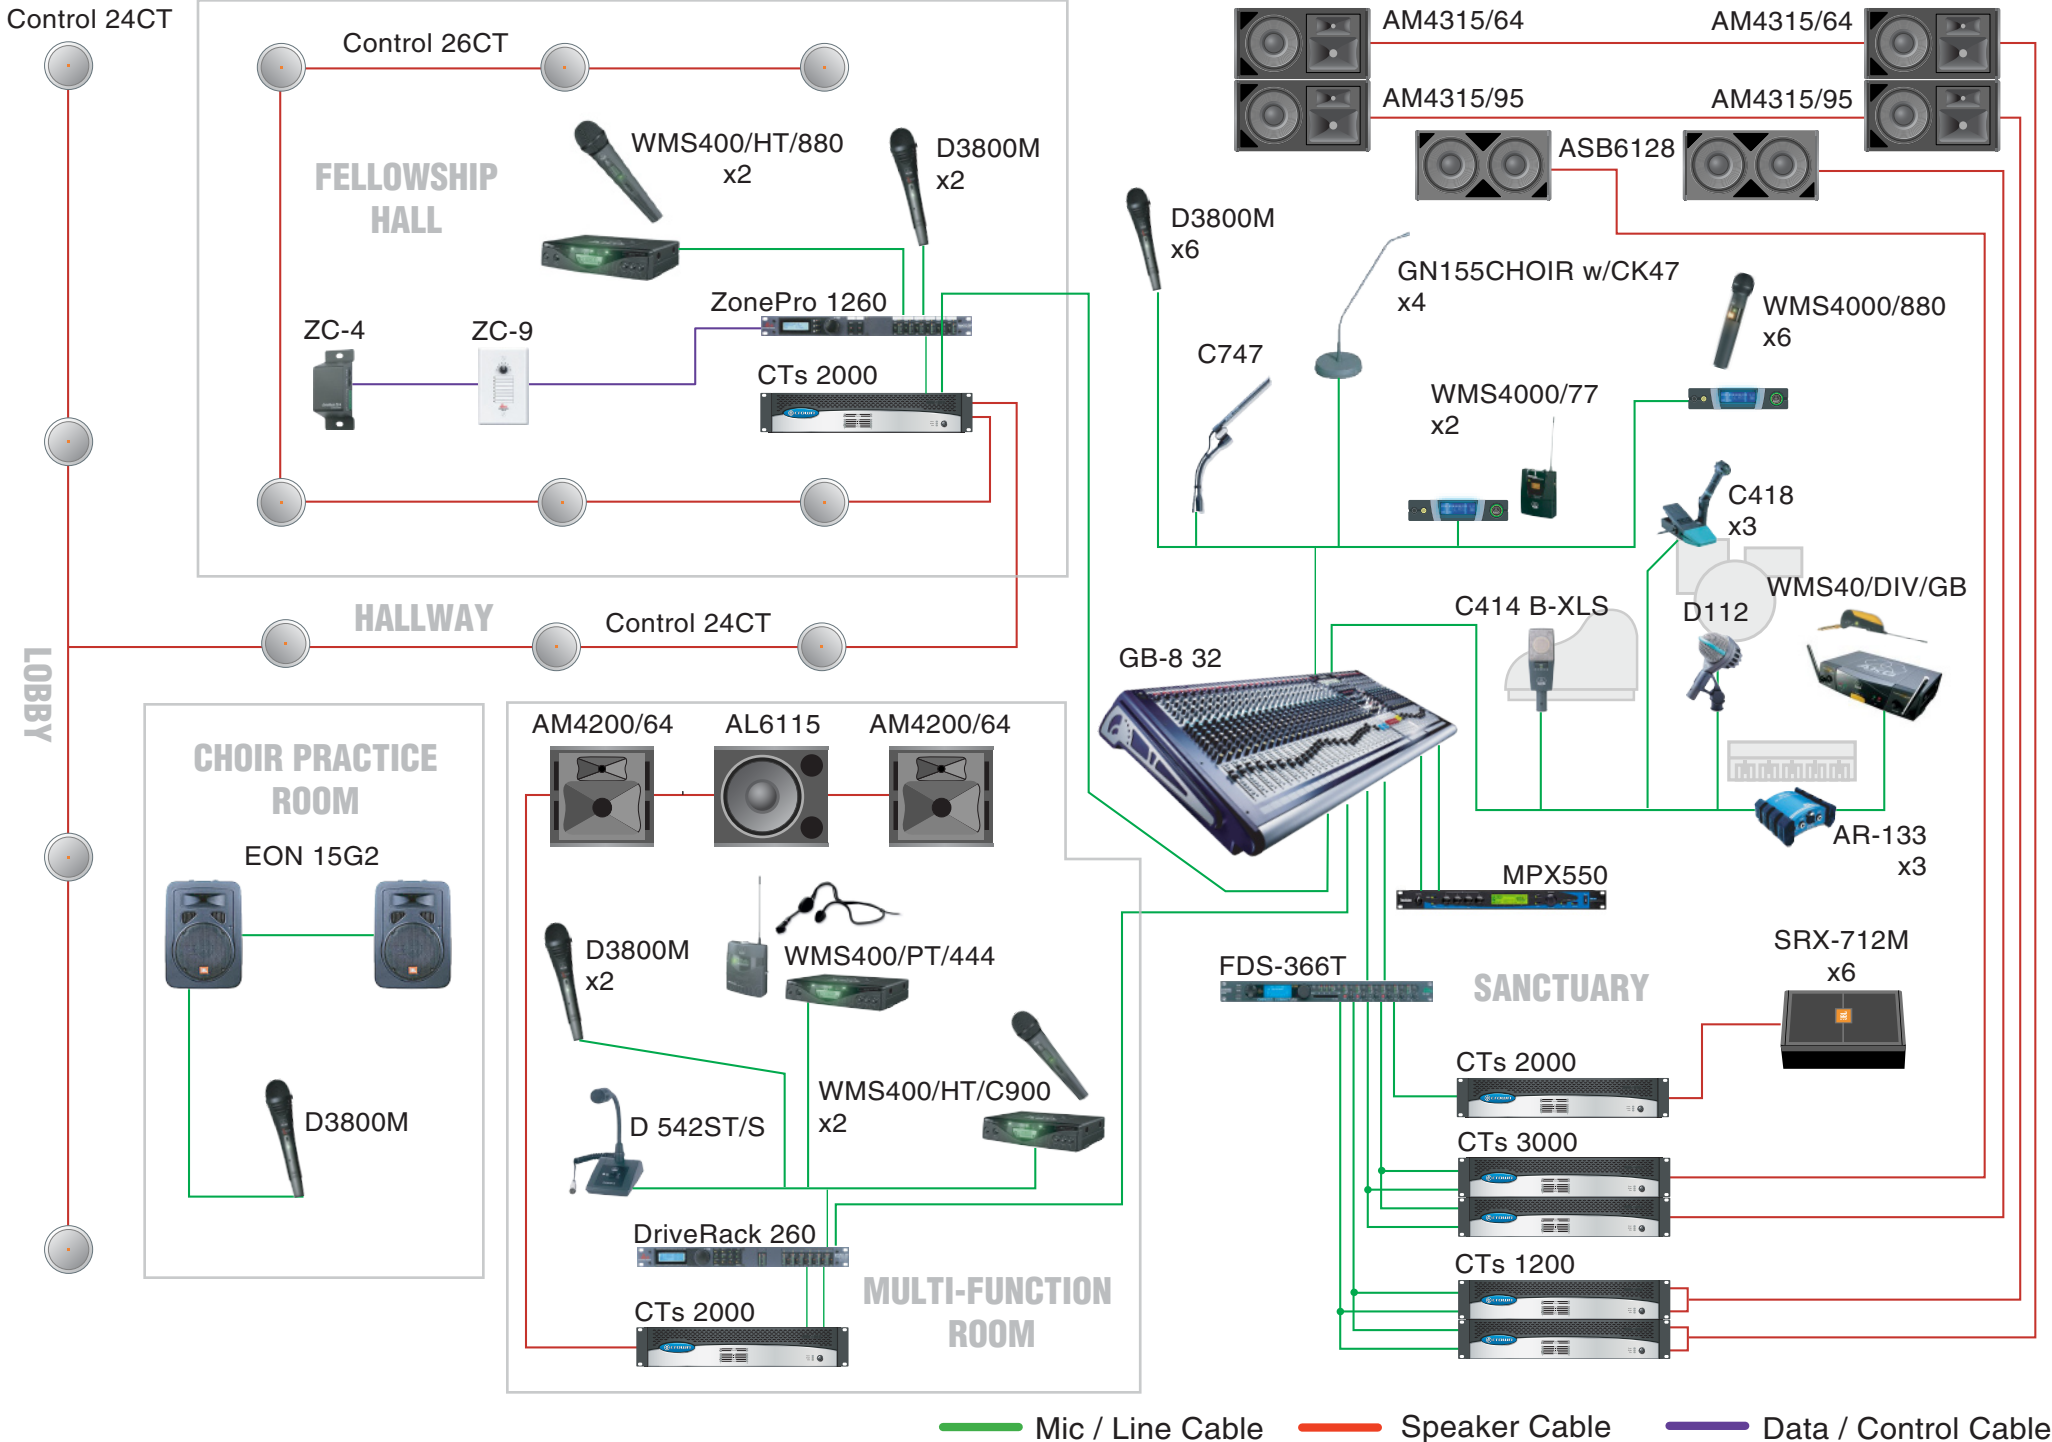 Control 24CT
Control 26CT
WMS400/HT/880
x2
D3800M
x2
FELLOWSHIP
HALL
ZonePro 1260
ZC-4
ZC-9
CTs 2000
HALLWAY
Control 24CT
LOBBY
CHOIR PRACTICE
ROOM
EON 15G2
D3800M
AM4200/64
AL6115
AM4200/64
D3800M
x2
WMS400/PT/444
WMS400/HT/C900
x2
D 542ST/S
DriveRack 260
CTs 2000
MULTI-FUNCTION
ROOM
AM4315/64
AM4315/64
AM4315/95
AM4315/95
ASB6128
D3800M
x6
GN155CHOIR w/CK47
x4
WMS4000/880
x6
C747
WMS4000/77
x2
C418
x3
WMS40/DIV/GB
C414 B-XLS
D112
GB-8 32
AR-133
x3
MPX550
SRX-712M
x6
FDS-366T
SANCTUARY
CTs 2000
CTs 3000
CTs 1200
Mic / Line Cable
Speaker Cable
Data / Control Cable